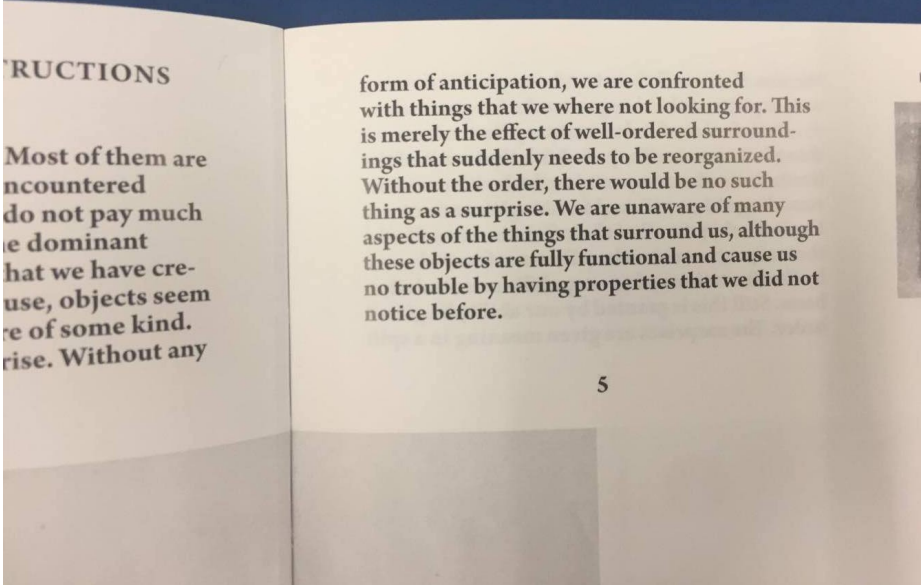 TRUCTIONS
Most of them are
ncountered
do not pay much
e dominant
hat we have cre-
use, objects seem
re of some kind.
rise. Without any
form of anticipation, we are confronted
with things that we where not looking for. This
is merely the effect of well-ordered surround-
ings that suddenly needs to be reorganized.
Without the order, there would be no such
thing as a surprise. We are unaware of many
aspects of the things that surround us, although
these objects are fully functional and cause us
no trouble by having properties that we did not
notice before.
5